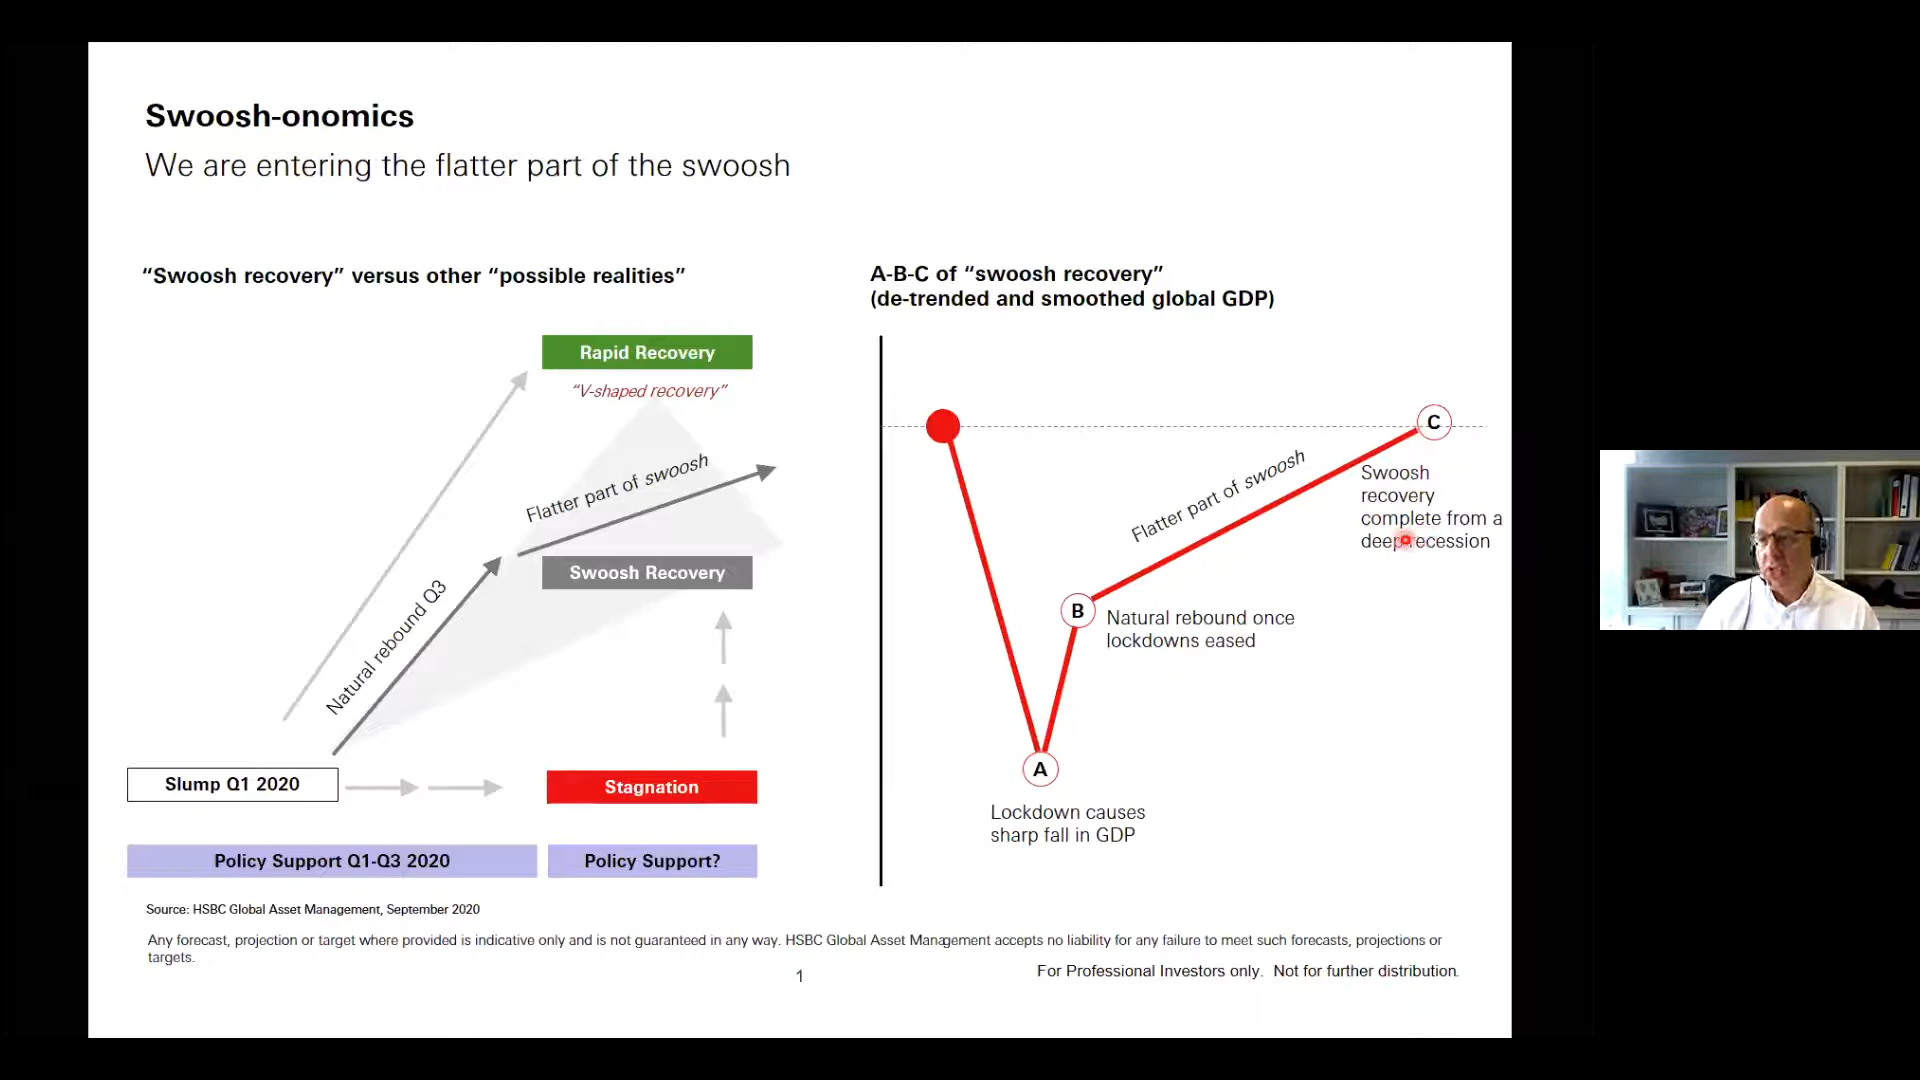 Swoosh-onomics
We are entering the flatter part of the swoosh
“Swoosh recovery” versus other “possible realities”
Rapid Recovery
“V-shaped recovery”
Flatter part of swoosh
Swoosh Recovery
Natural rebound Q3
Slump Q1 2020
Stagnation
Policy Support Q1-Q3 2020
Policy Support?
A-B-C of “swoosh recovery”
(de-trended and smoothed global GDP)
C
Flatter part of swoosh
Swoosh
recovery
complete from a
deep recession
B
Natural rebound once
lockdowns eased
A
Lockdown causes
sharp fall in GDP
Source: HSBC Global Asset Management, September 2020
Any forecast, projection or target where provided is indicative only and is not guaranteed in any way. HSBC Global Asset Management accepts no liability for any failure to meet such forecasts, projections or
targets.
1
For Professional Investors only. Not for further distribution.